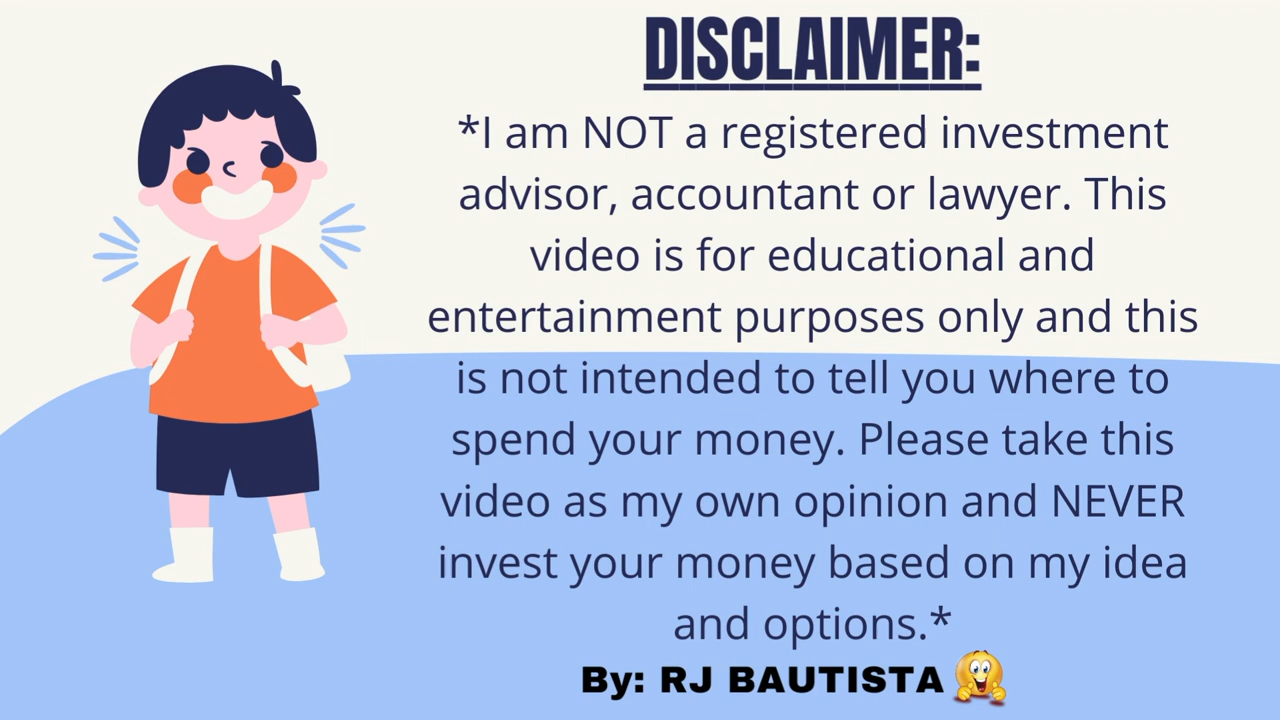 DISCLAIMER:
*I am NOT a registered investment
advisor, accountant or lawyer. This
video is for educational and
entertainment purposes only and this
is not intended to tell you where to
spend your money. Please take this
video as my own opinion and NEVER
invest your money based on my idea
and options.*
By: RJ BAUTISTA